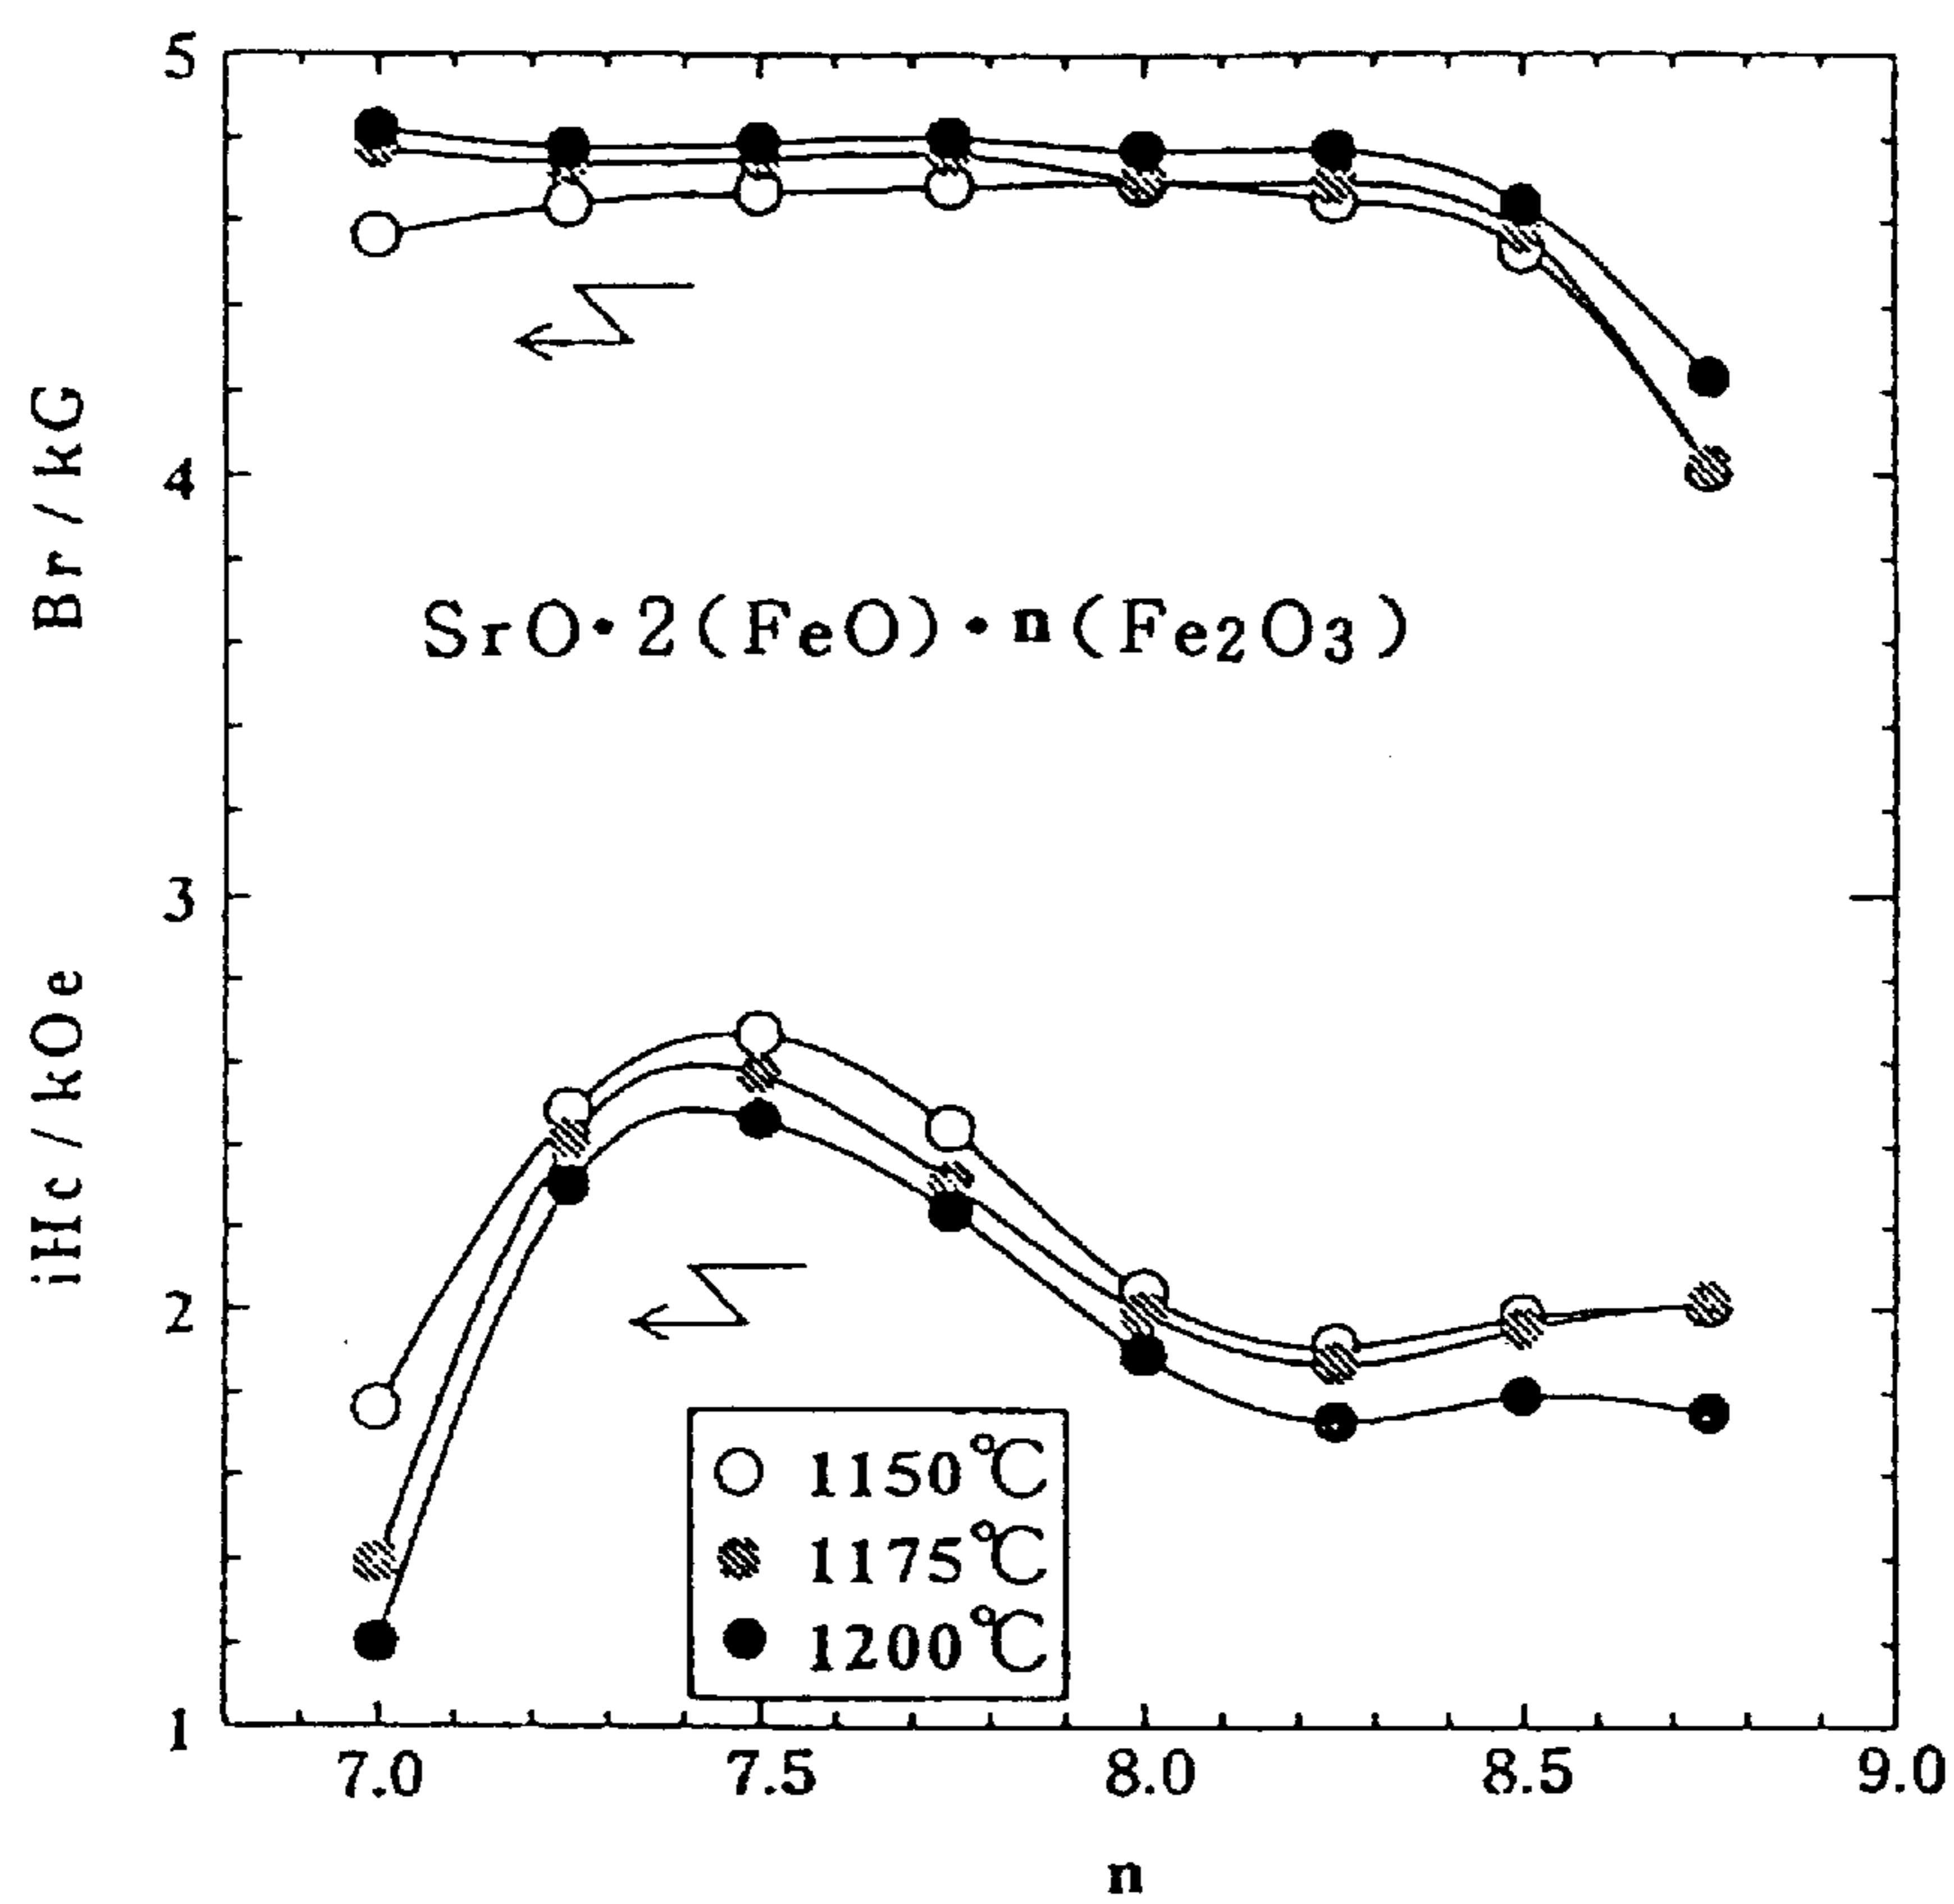 5
4
3
2
1
Br/kG
iHc/kOe
SrO·2(FeO)·n(Fe₂O₃)
1150℃
1175℃
1200℃
7.0 7.5 8.0 8.5 9.0
n